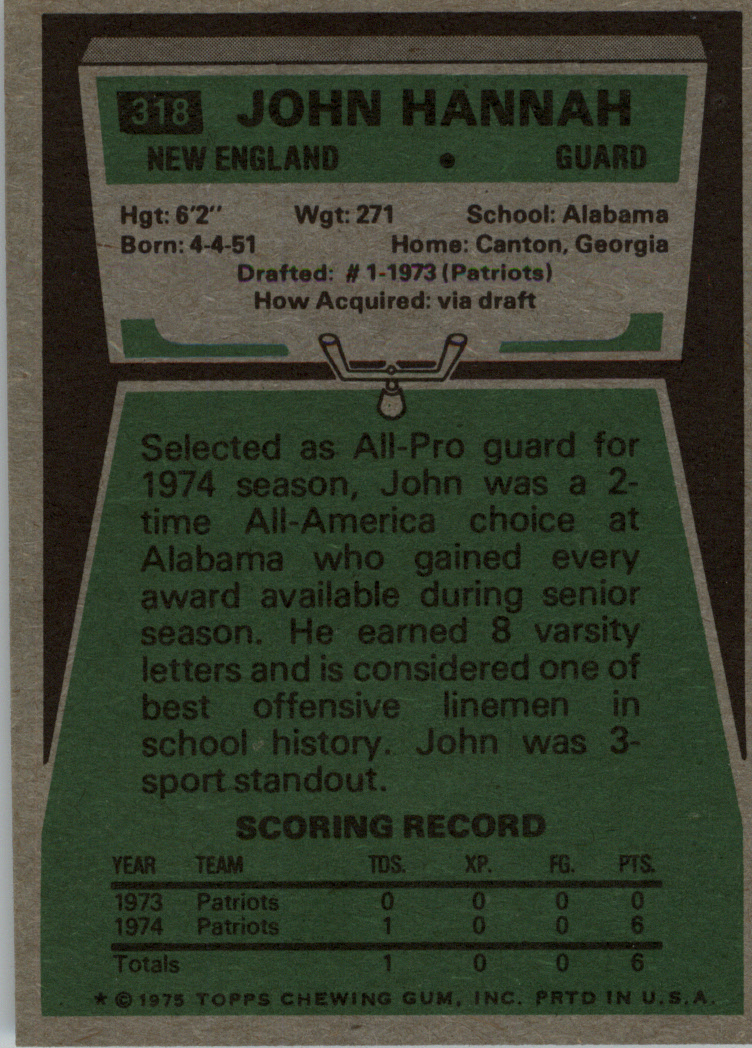 318 JOHN HANNAH
NEW ENGLAND • GUARD
Hgt: 6'2" Wgt: 271 School: Alabama
Born: 4-4-51 Home: Canton, Georgia
Drafted: #1-1973 (Patriots)
How Acquired: via draft
Selected as All-Pro guard for
1974 season, John was a 2-
time All-America choice at
Alabama who gained every
award available during senior
season. He earned 8 varsity
letters and is considered one of
best offensive linemen in
school history. John was 3-
sport standout.
SCORING RECORD
YEAR TEAM TDS. XP. FG. PTS.
1973 Patriots 0 0 0 0
1974 Patriots 1 0 0 6
Totals 1 0 0 6
* © 1975 TOPPS CHEWING GUM, INC. PRTD IN U.S.A.